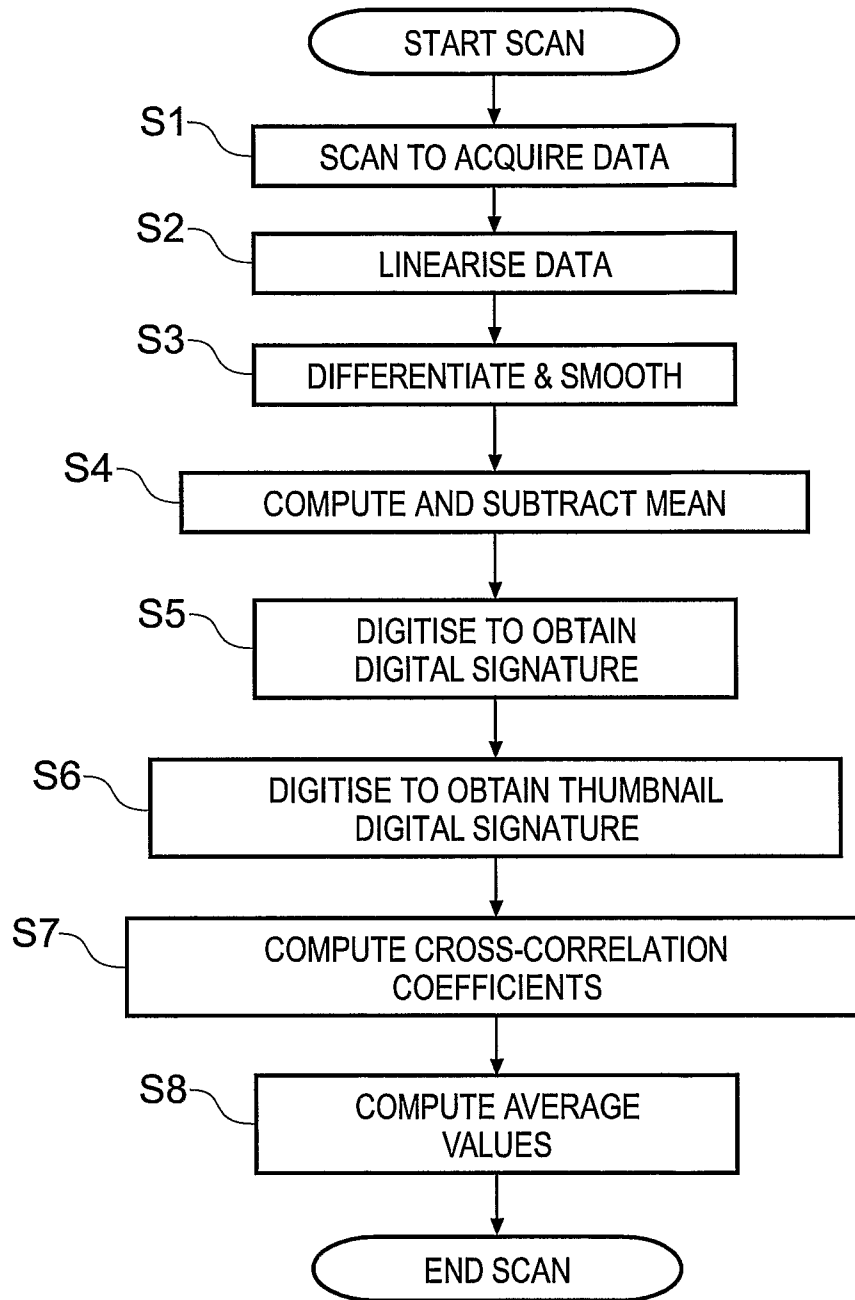 START SCAN
S1
SCAN TO ACQUIRE DATA
S2
LINEARISE DATA
S3
DIFFERENTIATE & SMOOTH
S4
COMPUTE AND SUBTRACT MEAN
S5
DIGITISE TO OBTAIN
DIGITAL SIGNATURE
S6
DIGITISE TO OBTAIN THUMBNAIL
DIGITAL SIGNATURE
S7
COMPUTE CROSS-CORRELATION
COEFFICIENTS
S8
COMPUTE AVERAGE
VALUES
END SCAN